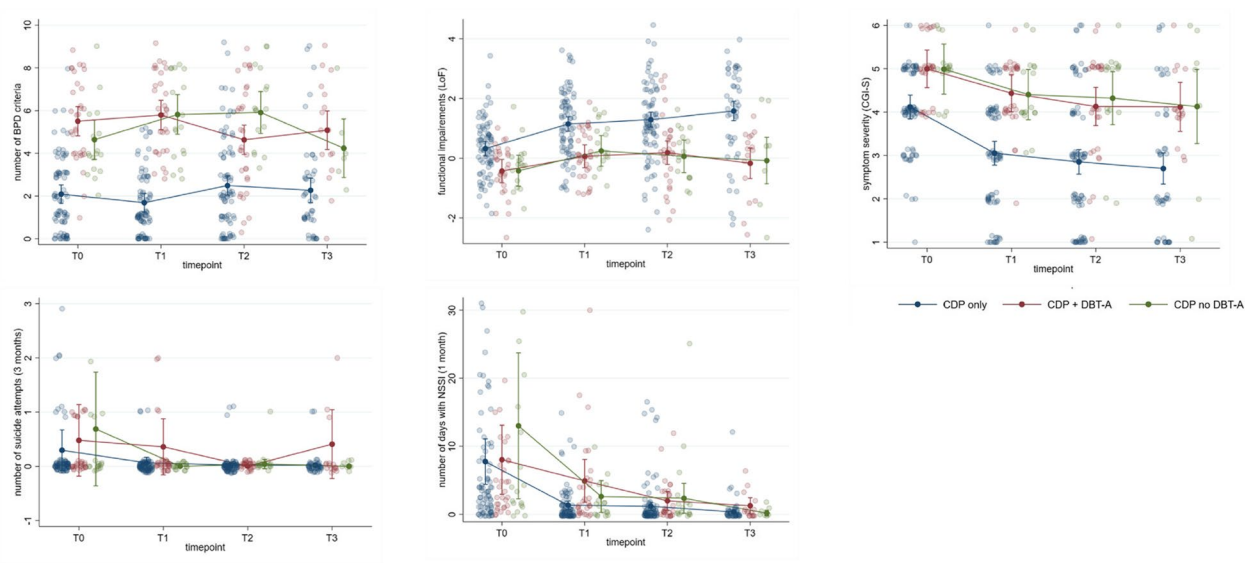 number of BPD criteria
10
8
6
4
2
0
T0 T1 T2 T3
timepoint
functional impairments (LoF)
4
2
0
-2
T0 T1 T2 T3
timepoint
symptom severity (CGI-S)
6
5
4
3
2
1
T0 T1 T2 T3
timepoint
CDP only CDP + DBT-A CDP no DBT-A
number of suicide attempts (3 months)
3
2
1
0
-1
T0 T1 T2 T3
timepoint
number of days with NSSI (1 month)
30
20
10
0
T0 T1 T2 T3
timepoint